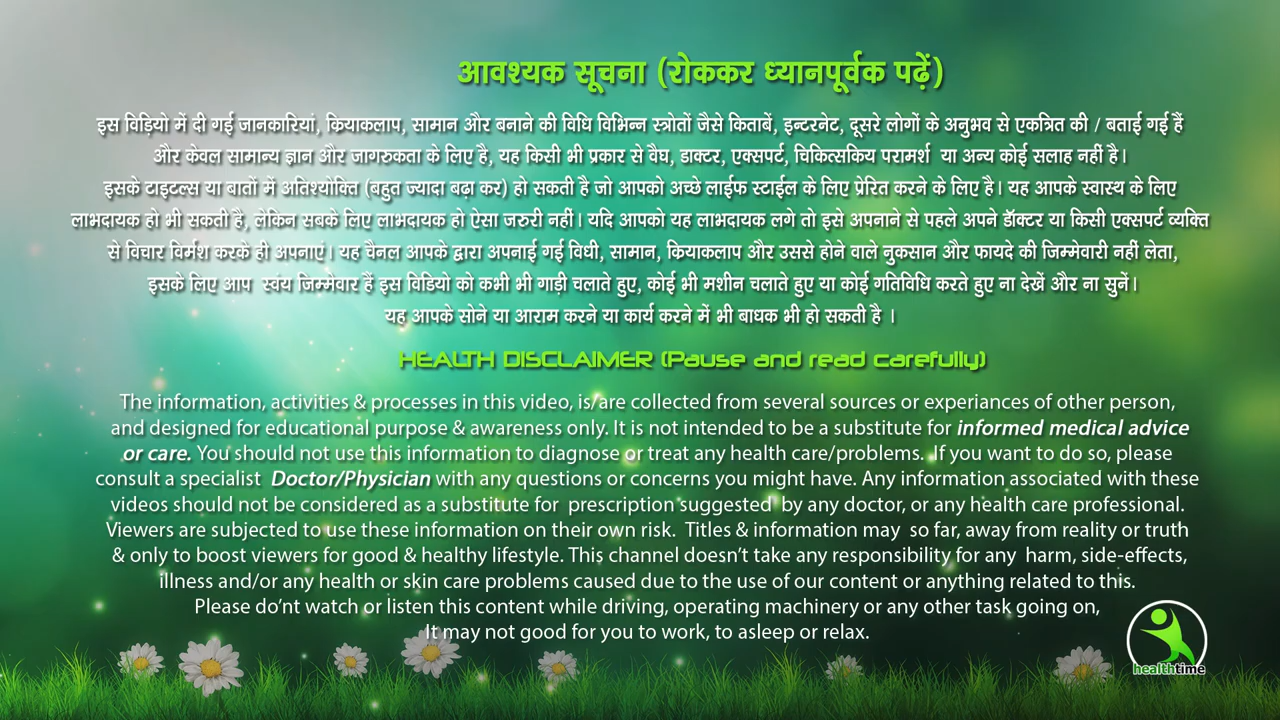 आवश्यक सूचना (रोककर ध्यानपूर्वक पढ़ें)
इस विड़ियो में दी गई जानकारियां, कियाकलाप, सामान और बनाने की विधि विभिन्न स्त्रोतों जैसे किताबें, इन्टरनेट, दूसरे लोगों के अनुभव से एकत्रित की / बताई गई हैं
और केवल सामान्य ज्ञान और जागरुकता के लिए है, यह किसी भी प्रकार से वैघ, डाक्टर, एक्सपर्ट, चिकित्सकिय परामर्श या अन्य कोई सलाह नहीं है।
इसके टाइटल्स या बातों में अतिश्योक्ति (बहुत ज्यादा बढ़ा कर) हो सकती है जो आपको अच्छे लाईफ स्टाईल के लिए प्रेरित करने के लिए है। यह आपके स्वास्थ के लिए
लाभदायक हो भी सकती है, लेकिन सबके लिए लाभदायक हो ऐसा जरुरी नहीं। यदि आपको यह लाभदायक लगे तो इसे अपनाने से पहले अपने डॅाक्टर या किसी एक्सपर्ट व्यक्ति
से विचार विर्मश करके ही अपनाएं। यह चैनल आपके द्वारा अपनाई गई विधी, सामान, कियाकलाप और उससे होने वाले नुकसान और फायदे की जिम्मेवारी नहीं लेता,
इसके लिए आप स्वंय जिम्मेवार हैं इस विडियो को कभी भी गाड़ी चलाते हुए, कोई भी मशीन चलाते हुए या कोई गतिविधि करते हुए ना देखें और ना सुनें।
यह आपके सोने या आराम करने या कार्य करने में भी बाधक भी हो सकती है ।
HEALTH DISCLAIMER (Pause and read carefully)
The information, activities & processes in this video, is/are collected from several sources or experiances of other person,
and designed for educational purpose & awareness only. It is not intended to be a substitute for informed medical advice
or care. You should not use this information to diagnose or treat any health care/problems. If you want to do so, please
consult a specialist Doctor/Physician with any questions or concerns you might have. Any information associated with these
videos should not be considered as a substitute for prescription suggested by any doctor, or any health care professional.
Viewers are subjected to use these information on their own risk. Titles & information may so far, away from reality or truth
& only to boost viewers for good & healthy lifestyle. This channel doesn't take any responsibility for any harm, side-effects,
illness and/or any health or skin care problems caused due to the use of our content or anything related to this.
Please do'nt watch or listen this content while driving, operating machinery or any other task going on,
It may not good for you to work, to asleep or relax.
healthtime